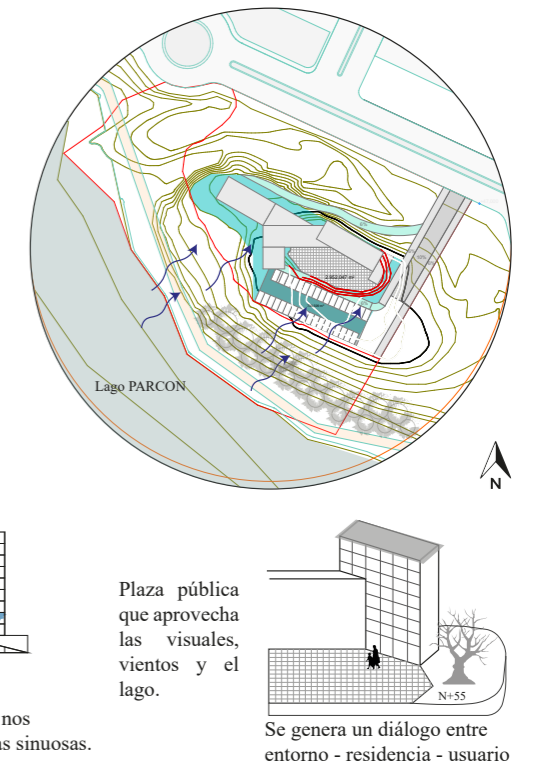 Lago PARCON
N
Plaza pública
que aprovecha
las visuales,
vientos y el
lago.
N+55
nos
as sinuosas.
Se genera un diálogo entre
entorno - residencia - usuario